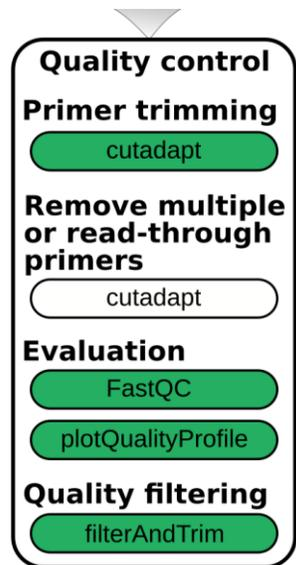 Quality control
Primer trimming
cutadapt
Remove multiple
or read-through
primers
cutadapt
Evaluation
FastQC
plotQualityProfile
Quality filtering
filterAndTrim